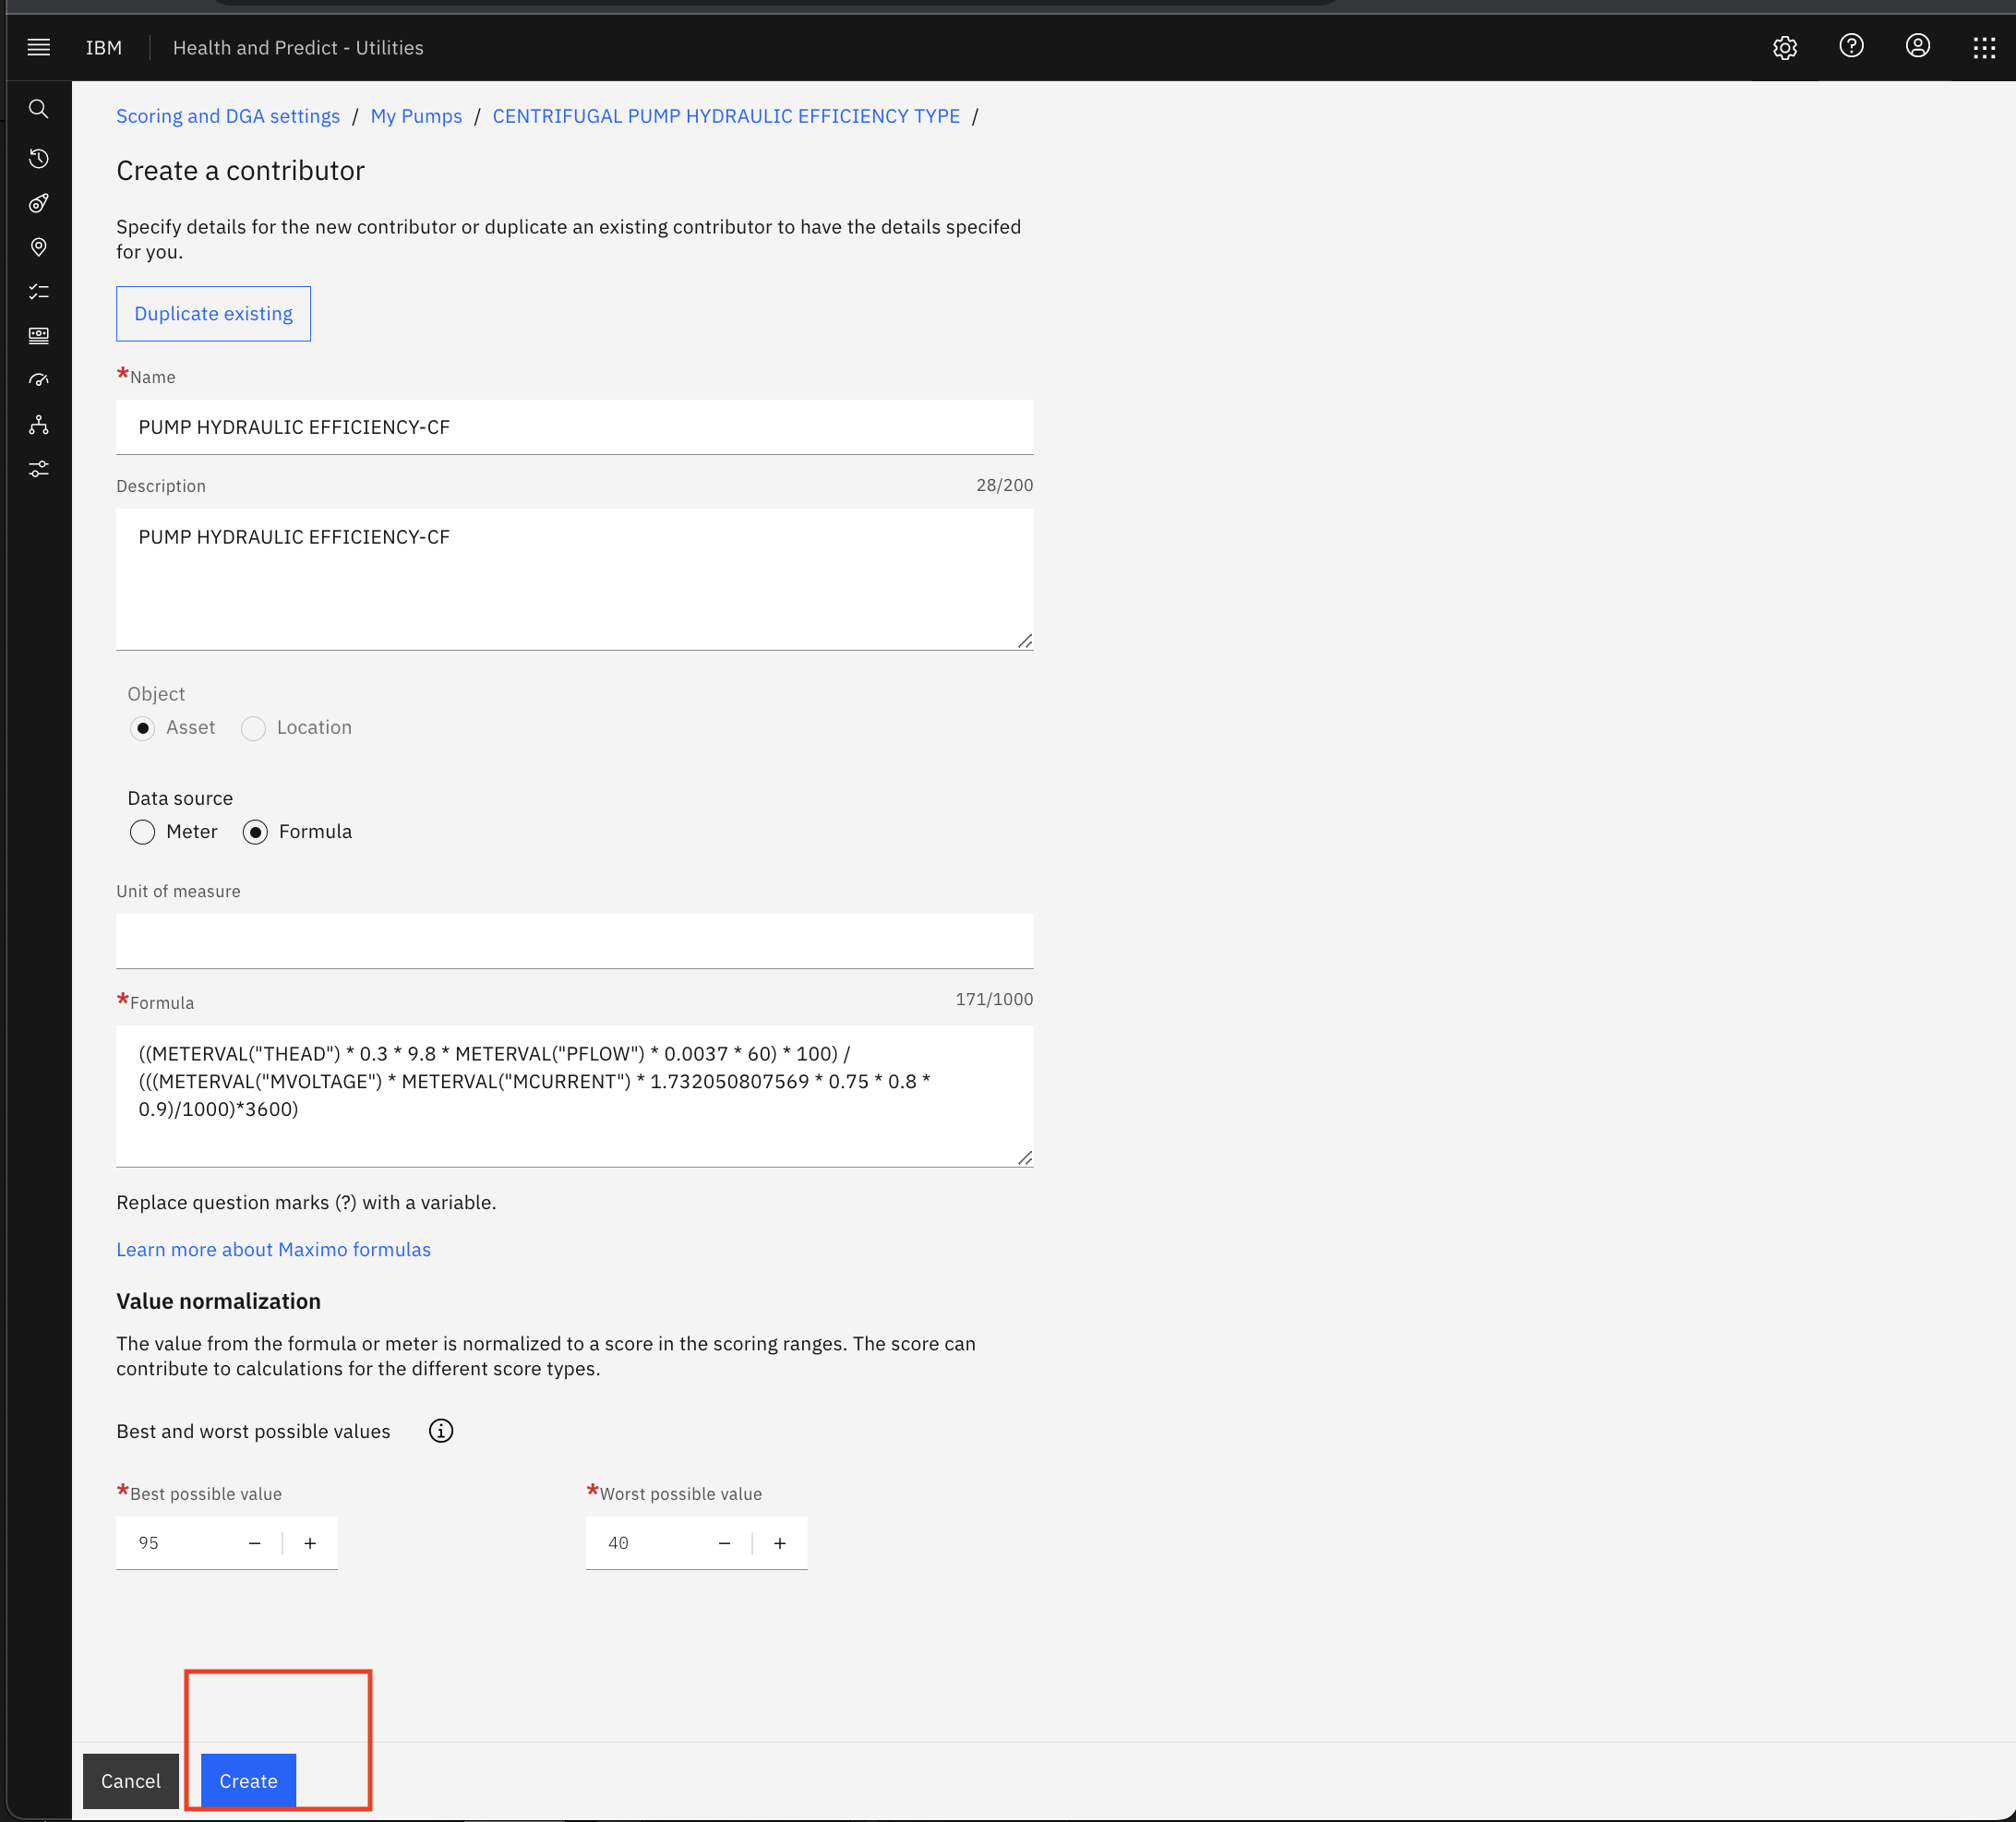 IBM Health and Predict - Utilities
Scoring and DGA settings / My Pumps / CENTRIFUGAL PUMP HYDRAULIC EFFICIENCY TYPE /
Create a contributor
Specify details for the new contributor or duplicate an existing contributor to have the details specifed
for you.
Duplicate existing
*Name
PUMP HYDRAULIC EFFICIENCY-CF
Description 28/200
PUMP HYDRAULIC EFFICIENCY-CF
Object
Asset Location
Data source
Meter Formula
Unit of measure
*Formula 171/1000
((METERVAL("THEAD") * 0.3 * 9.8 * METERVAL("PFLOW") * 0.0037 * 60) * 100) /
(((METERVAL("MVOLTAGE") * METERVAL("MCURRENT") * 1.732050807569 * 0.75 * 0.8 *
0.9)/1000)*3600)
Replace question marks (?) with a variable.
Learn more about Maximo formulas
Value normalization
The value from the formula or meter is normalized to a score in the scoring ranges. The score can
contribute to calculations for the different score types.
Best and worst possible values
*Best possible value *Worst possible value
95 − + 40 − +
Cancel Create